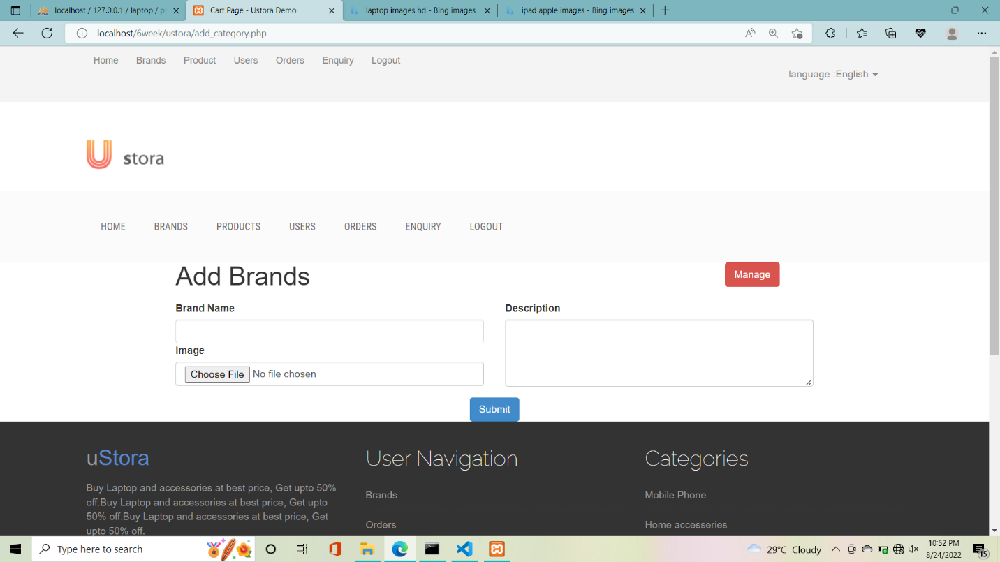 localhost / 127.0.0.1 / laptop / pr
Cart Page - Ustora Demo
laptop images hd - Bing images
ipad apple images - Bing images
localhost/6week/ustora/add_category.php
Home Brands Product Users Orders Enquiry Logout
language :English
U stora
HOME BRANDS PRODUCTS USERS ORDERS ENQUIRY LOGOUT
Add Brands
Manage
Brand Name
Description
Image
Choose File No file chosen
Submit
uStora
Buy Laptop and accessories at best price, Get upto 50%
off.Buy Laptop and accessories at best price, Get upto
50% off.Buy Laptop and accessories at best price, Get
upto 50% off.
User Navigation
Brands
Orders
Categories
Mobile Phone
Home accesseries
Type here to search
29°C Cloudy
10:52 PM
8/24/2022
15